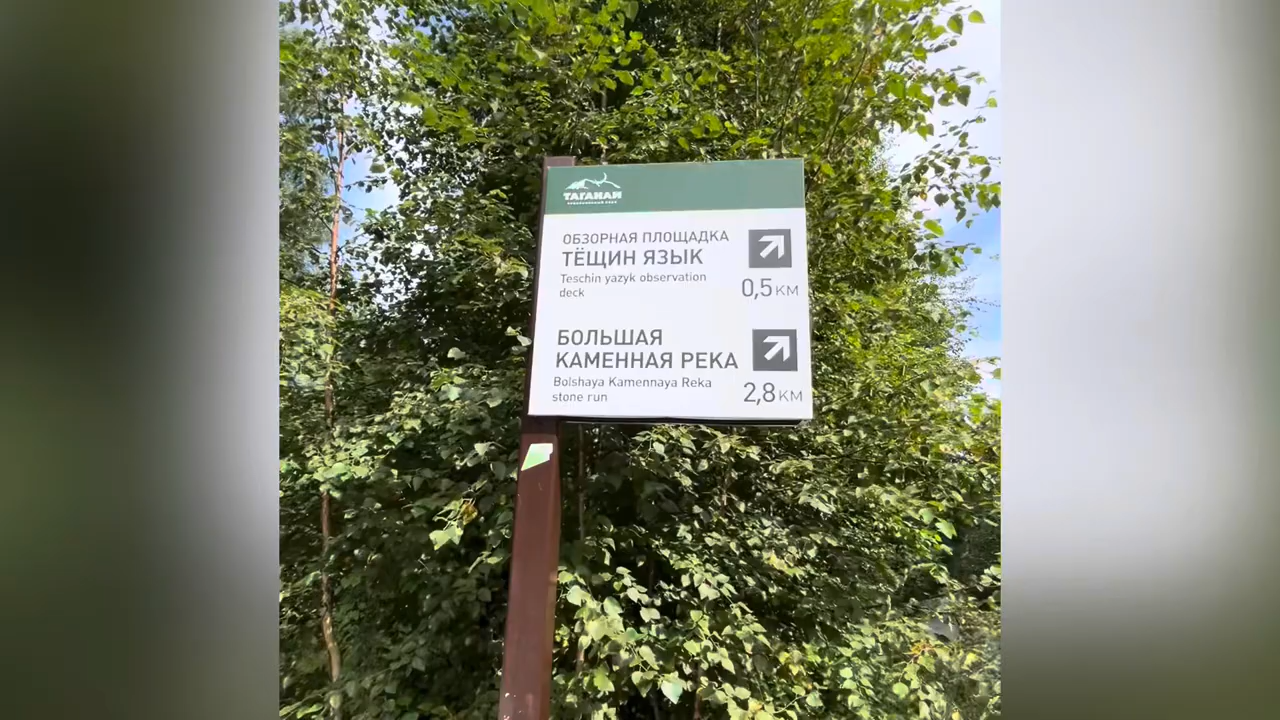 ТАГАНАЙ
ОБЗОРНАЯ ПЛОЩАДКА
ТЁЩИН ЯЗЫК
Teschin yazyk observation
deck
0,5 КМ
БОЛЬШАЯ
КАМЕННАЯ РЕКА
Bolshaya Kamennaya Reka
stone run
2,8 КМ